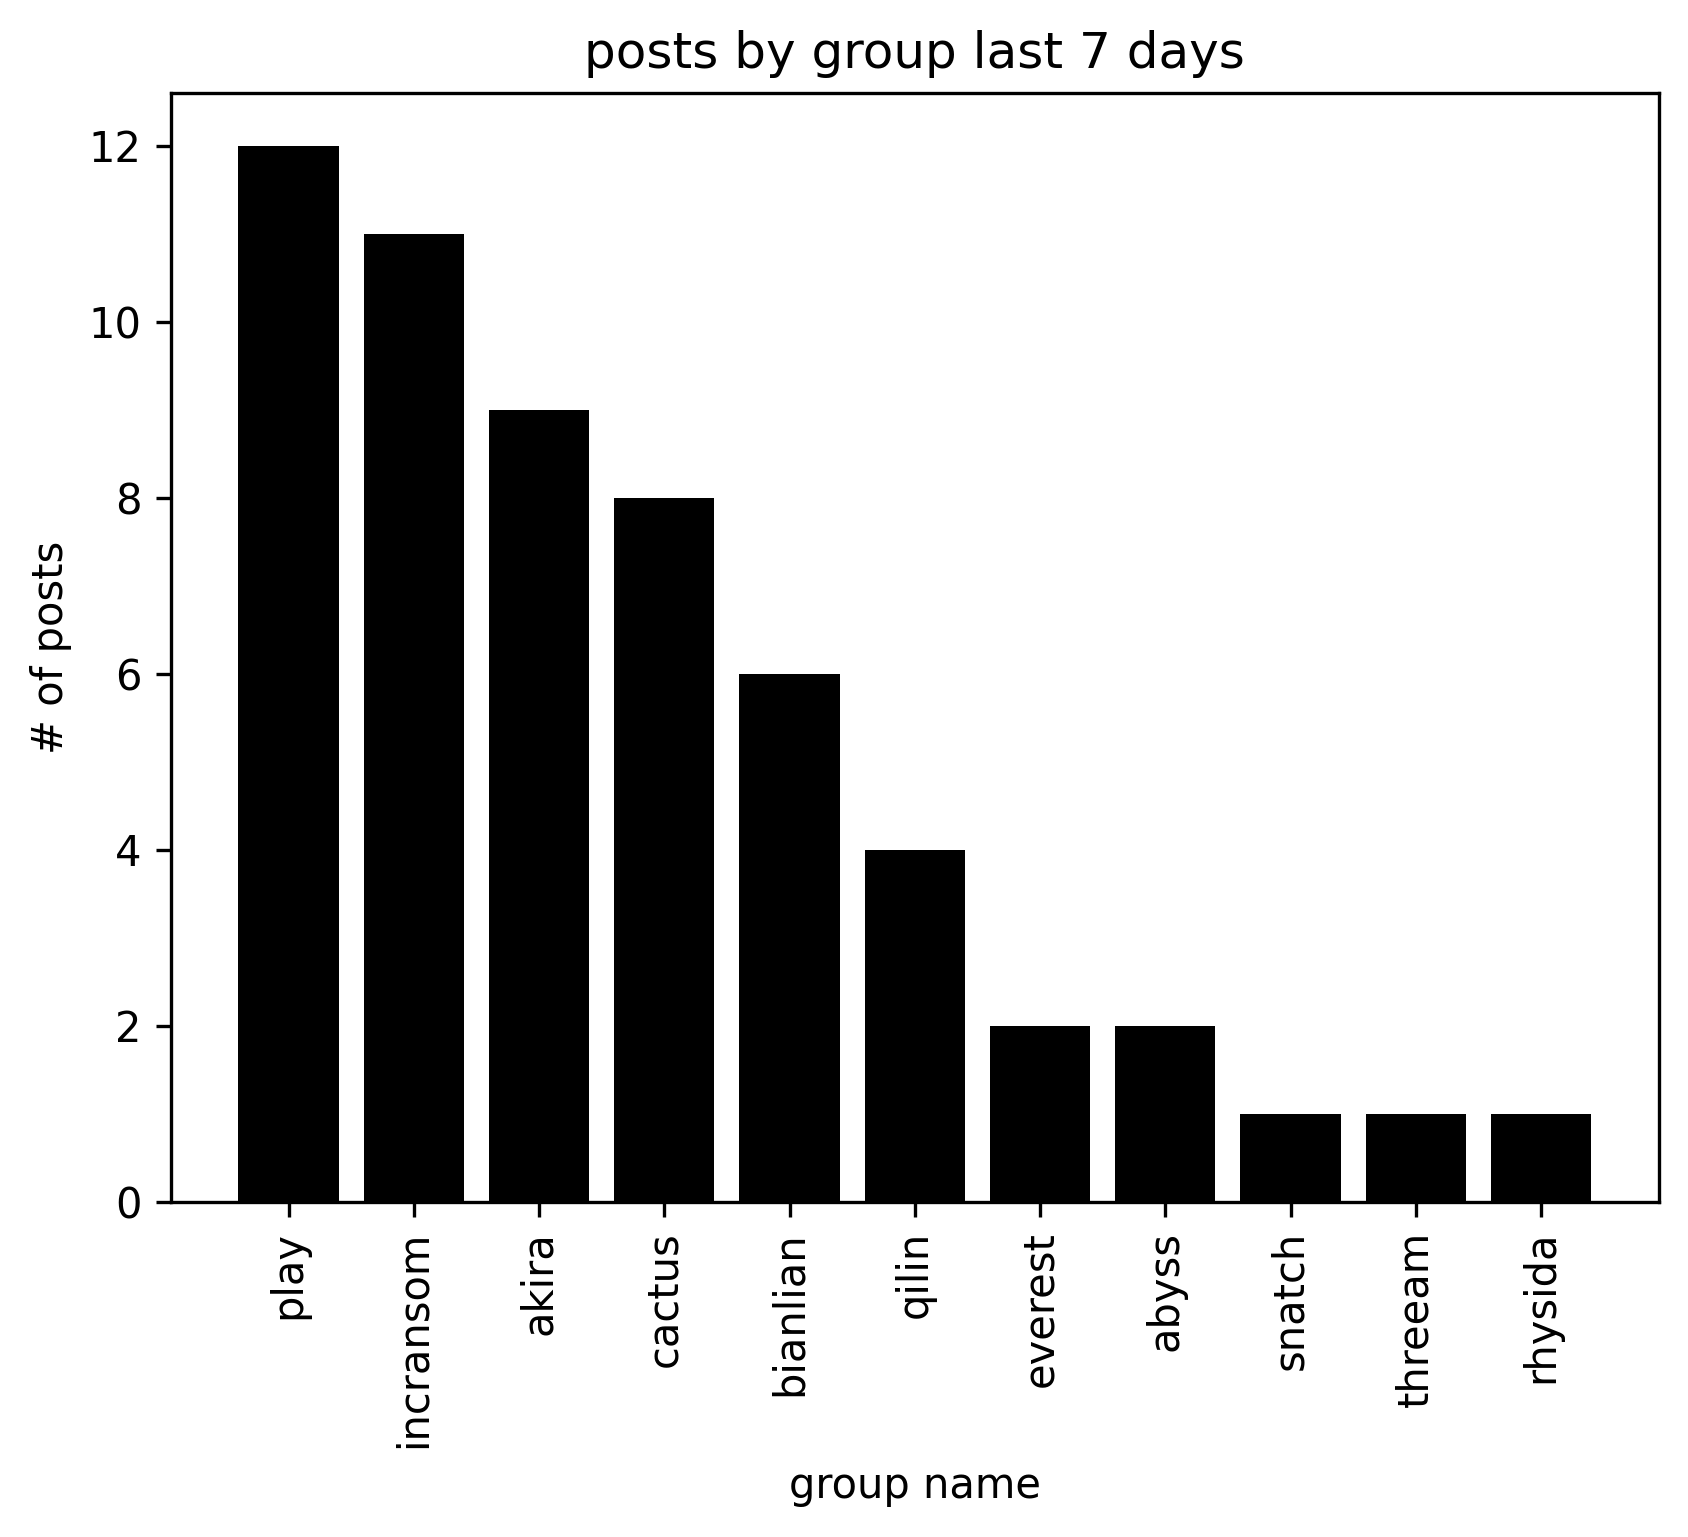 posts by group last 7 days
12
10
8
6
4
2
0
# of posts
play
incransom
akira
cactus
bianlian
qilin
everest
abyss
snatch
threeam
rhysida
group name